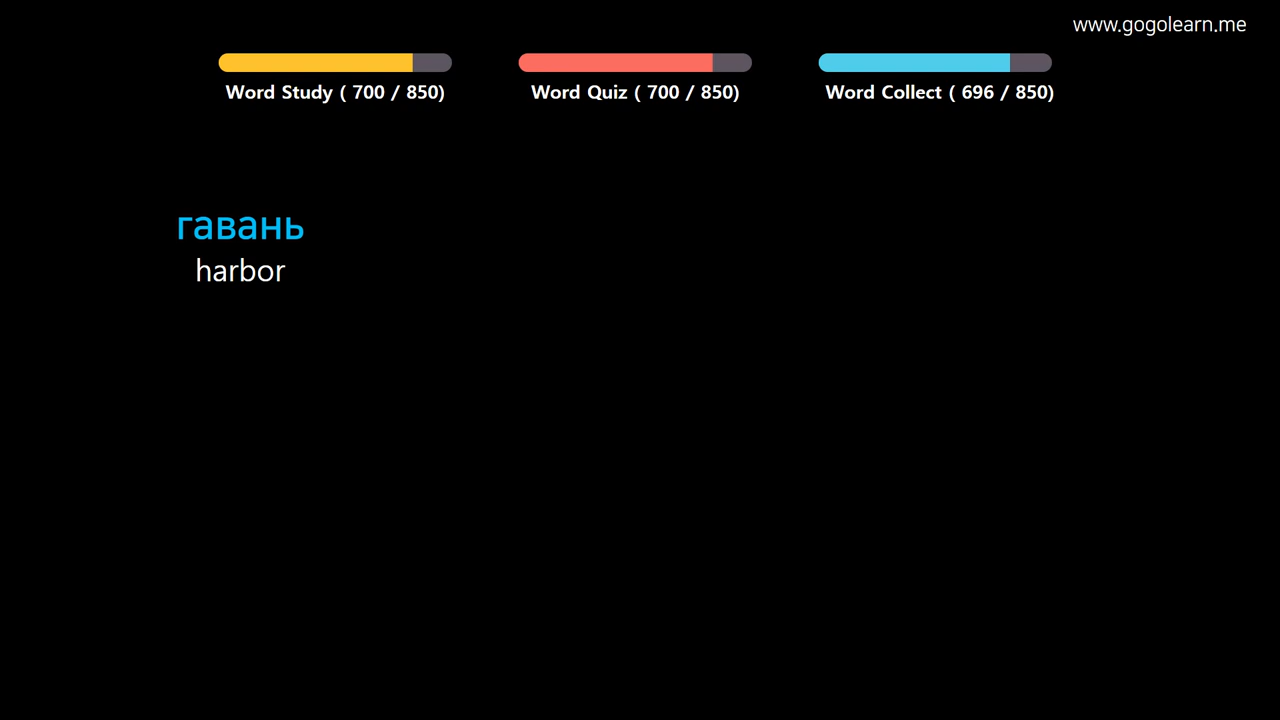 www.gogolearn.me
Word Study ( 700 / 850)
Word Quiz ( 700 / 850)
Word Collect ( 696 / 850)
гавань
harbor